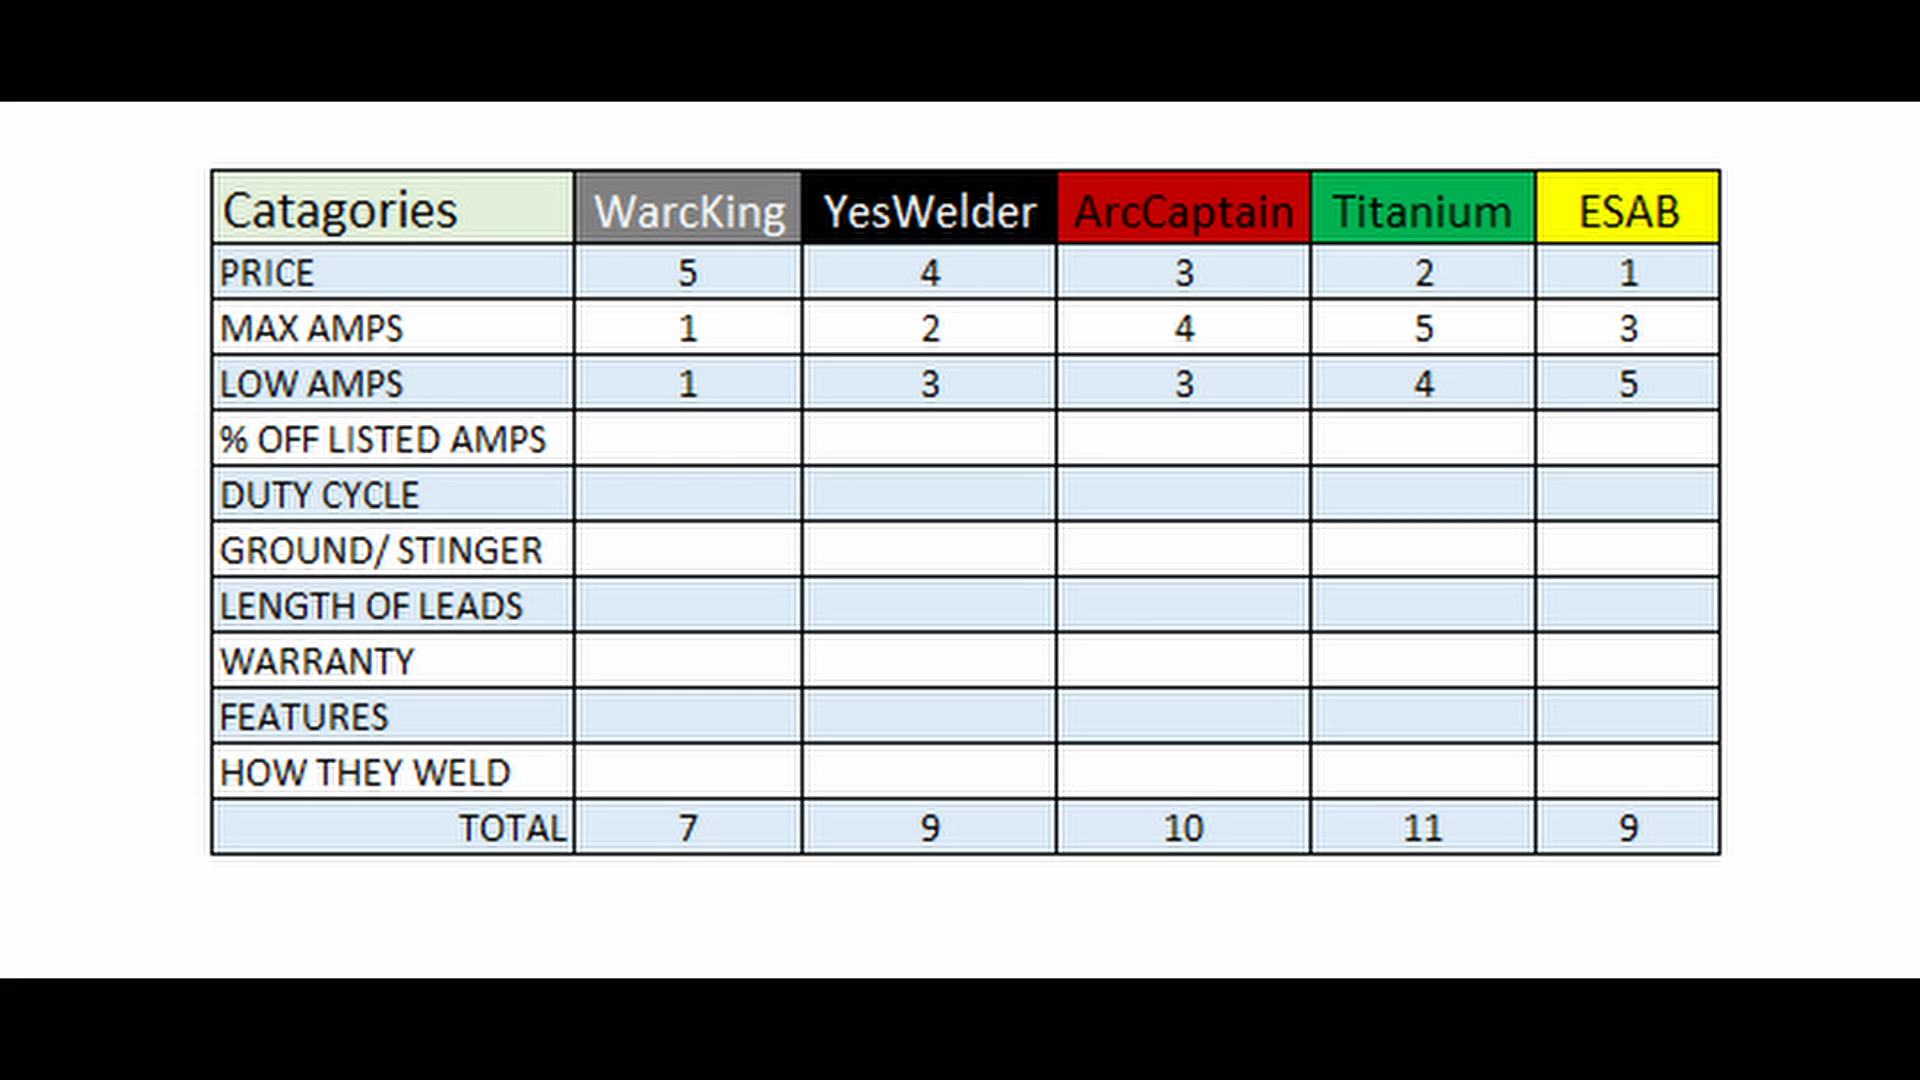 Catagories WarcKing YesWelder ArcCaptain Titanium ESAB
PRICE 5 4 3 2 1
MAX AMPS 1 2 4 5 3
LOW AMPS 1 3 3 4 5
% OFF LISTED AMPS
DUTY CYCLE
GROUND/ STINGER
LENGTH OF LEADS
WARRANTY
FEATURES
HOW THEY WELD
TOTAL 7 9 10 11 9